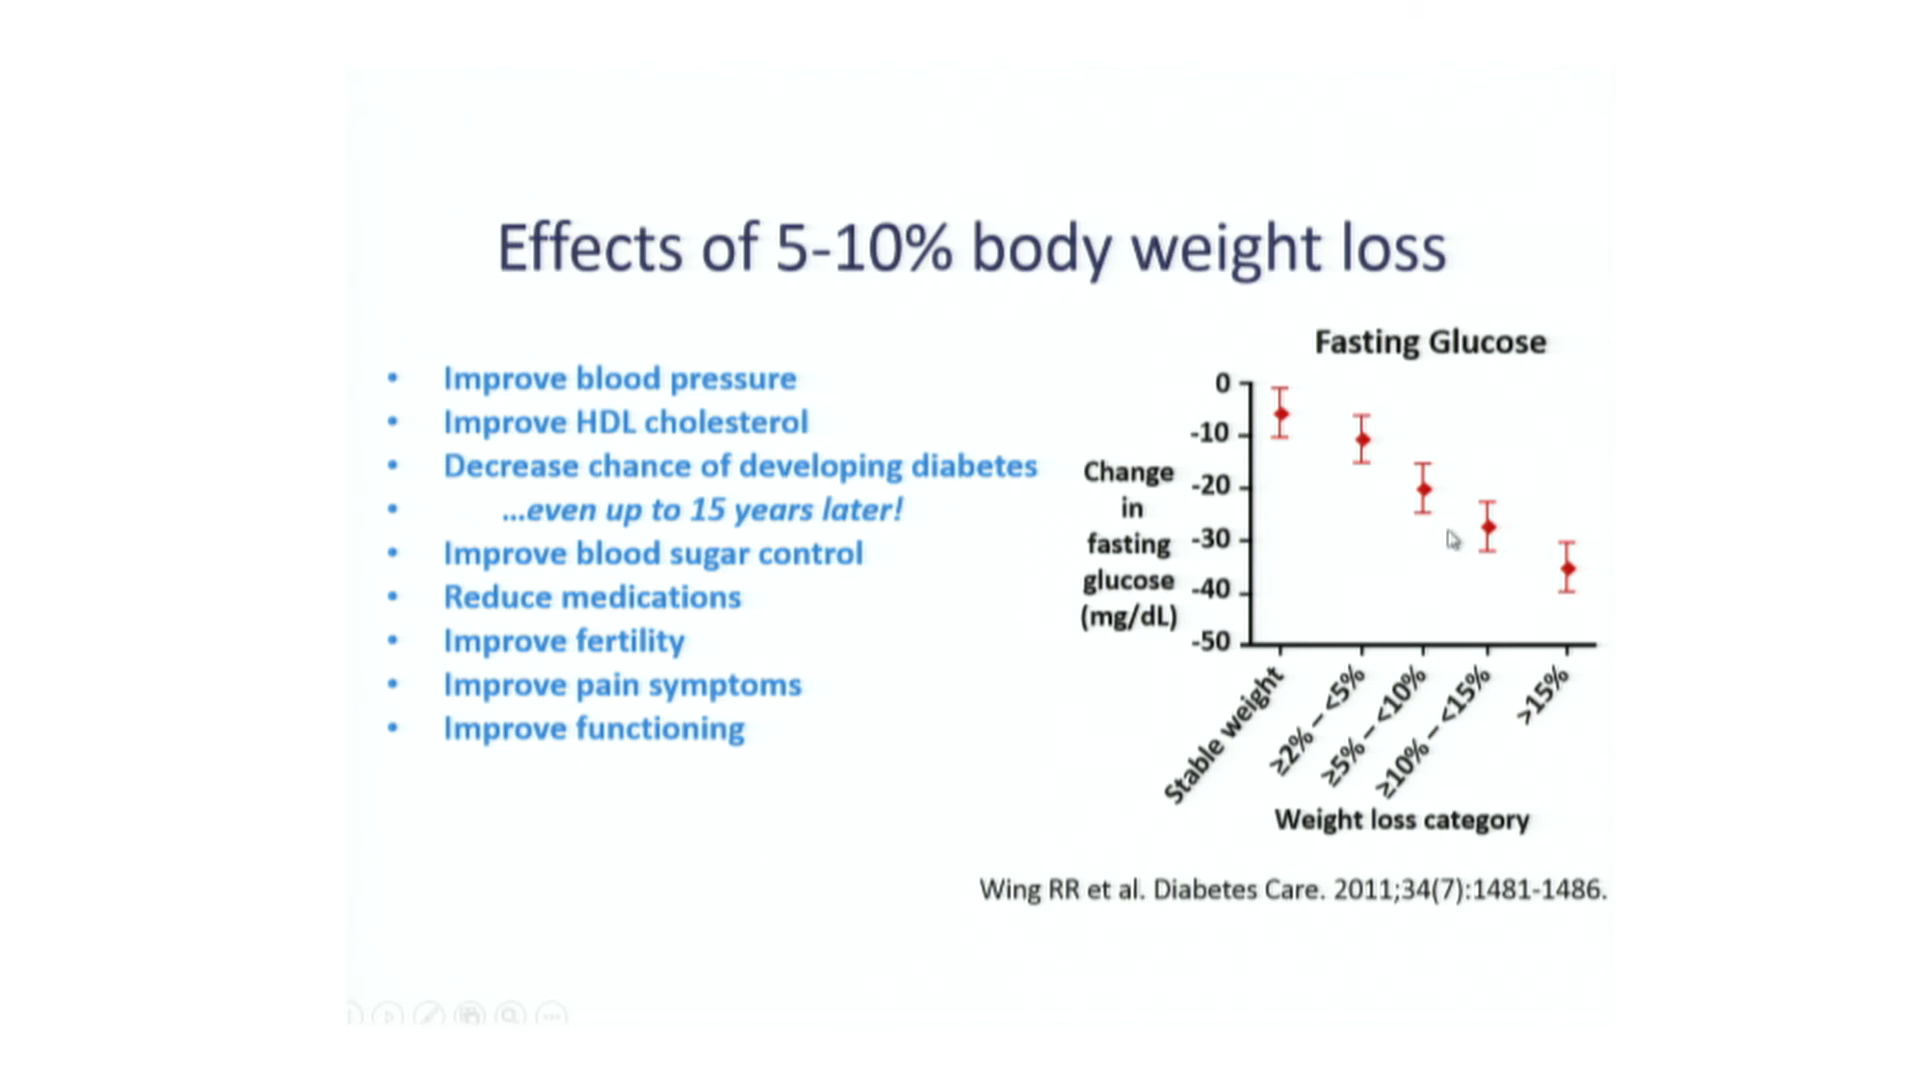 Effects of 5-10% body weight loss
• Improve blood pressure
• Improve HDL cholesterol
• Decrease chance of developing diabetes
• ...even up to 15 years later!
• Improve blood sugar control
• Reduce medications
• Improve fertility
• Improve pain symptoms
• Improve functioning
Fasting Glucose
Change
in
fasting
glucose
(mg/dL)
0
-10
-20
-30
-40
-50
Stable weight
≥2% – <5%
≥5% – <10%
≥10% – <15%
>15%
Weight loss category
Wing RR et al. Diabetes Care. 2011;34(7):1481-1486.